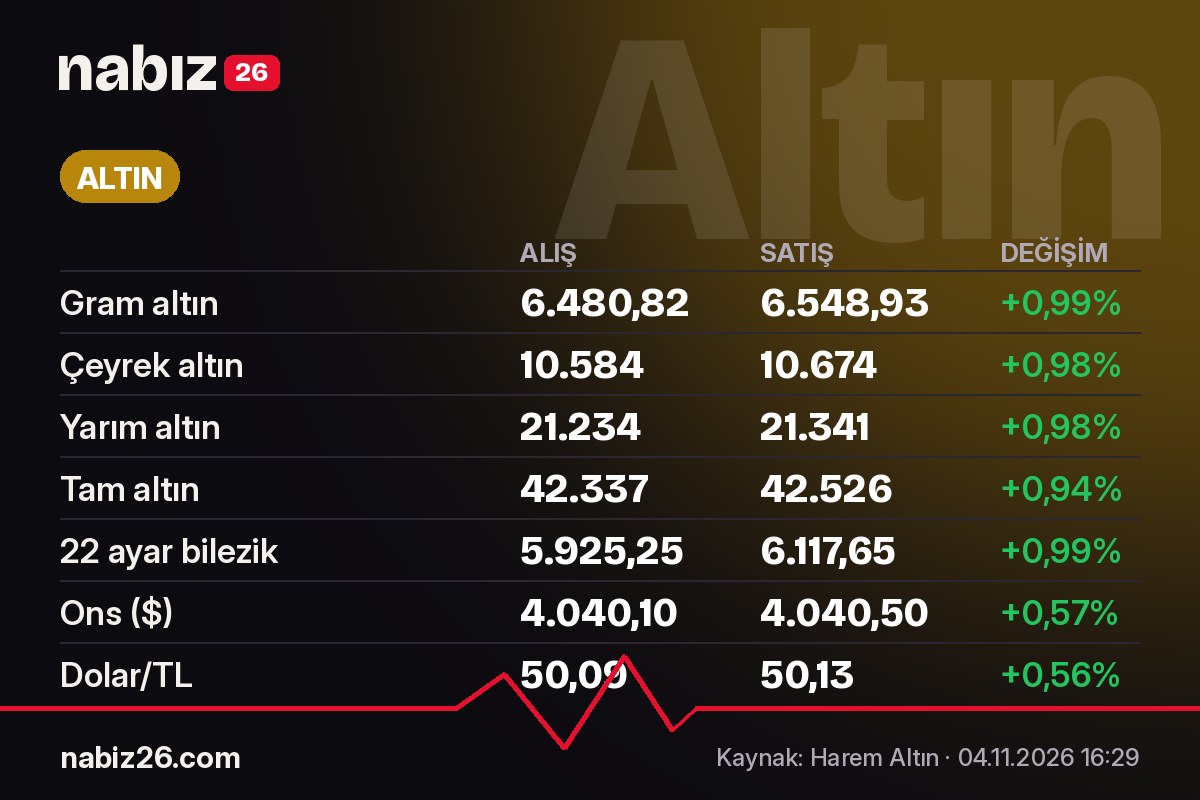 nabız 26
Altın
ALTIN
ALIŞ SATIŞ DEĞİŞİM
Gram altın 6.480,82 6.548,93 +0,99%
Çeyrek altın 10.584 10.674 +0,98%
Yarım altın 21.234 21.341 +0,98%
Tam altın 42.337 42.526 +0,94%
22 ayar bilezik 5.925,25 6.117,65 +0,99%
Ons ($) 4.040,10 4.040,50 +0,57%
Dolar/TL 50,09 50,13 +0,56%
nabiz26.com Kaynak: Harem Altın · 04.11.2026 16:29